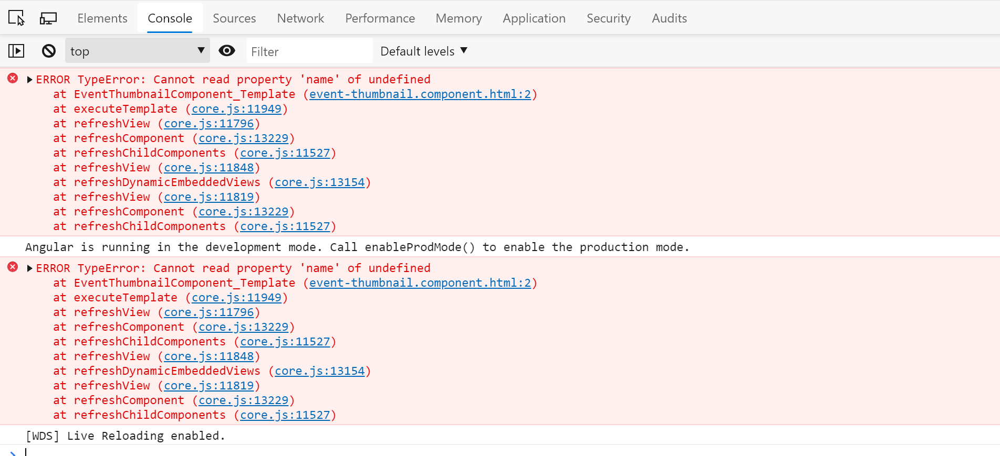 Elements Console Sources Network Performance Memory Application Security Audits
top Filter Default levels
ERROR TypeError: Cannot read property 'name' of undefined
at EventThumbnailComponent_Template (event-thumbnail.component.html:2)
at executeTemplate (core.js:11949)
at refreshView (core.js:11796)
at refreshComponent (core.js:13229)
at refreshChildComponents (core.js:11527)
at refreshView (core.js:11848)
at refreshDynamicEmbeddedViews (core.js:13154)
at refreshView (core.js:11819)
at refreshComponent (core.js:13229)
at refreshChildComponents (core.js:11527)
Angular is running in the development mode. Call enableProdMode() to enable the production mode.
ERROR TypeError: Cannot read property 'name' of undefined
at EventThumbnailComponent_Template (event-thumbnail.component.html:2)
at executeTemplate (core.js:11949)
at refreshView (core.js:11796)
at refreshComponent (core.js:13229)
at refreshChildComponents (core.js:11527)
at refreshView (core.js:11848)
at refreshDynamicEmbeddedViews (core.js:13154)
at refreshView (core.js:11819)
at refreshComponent (core.js:13229)
at refreshChildComponents (core.js:11527)
[WDS] Live Reloading enabled.